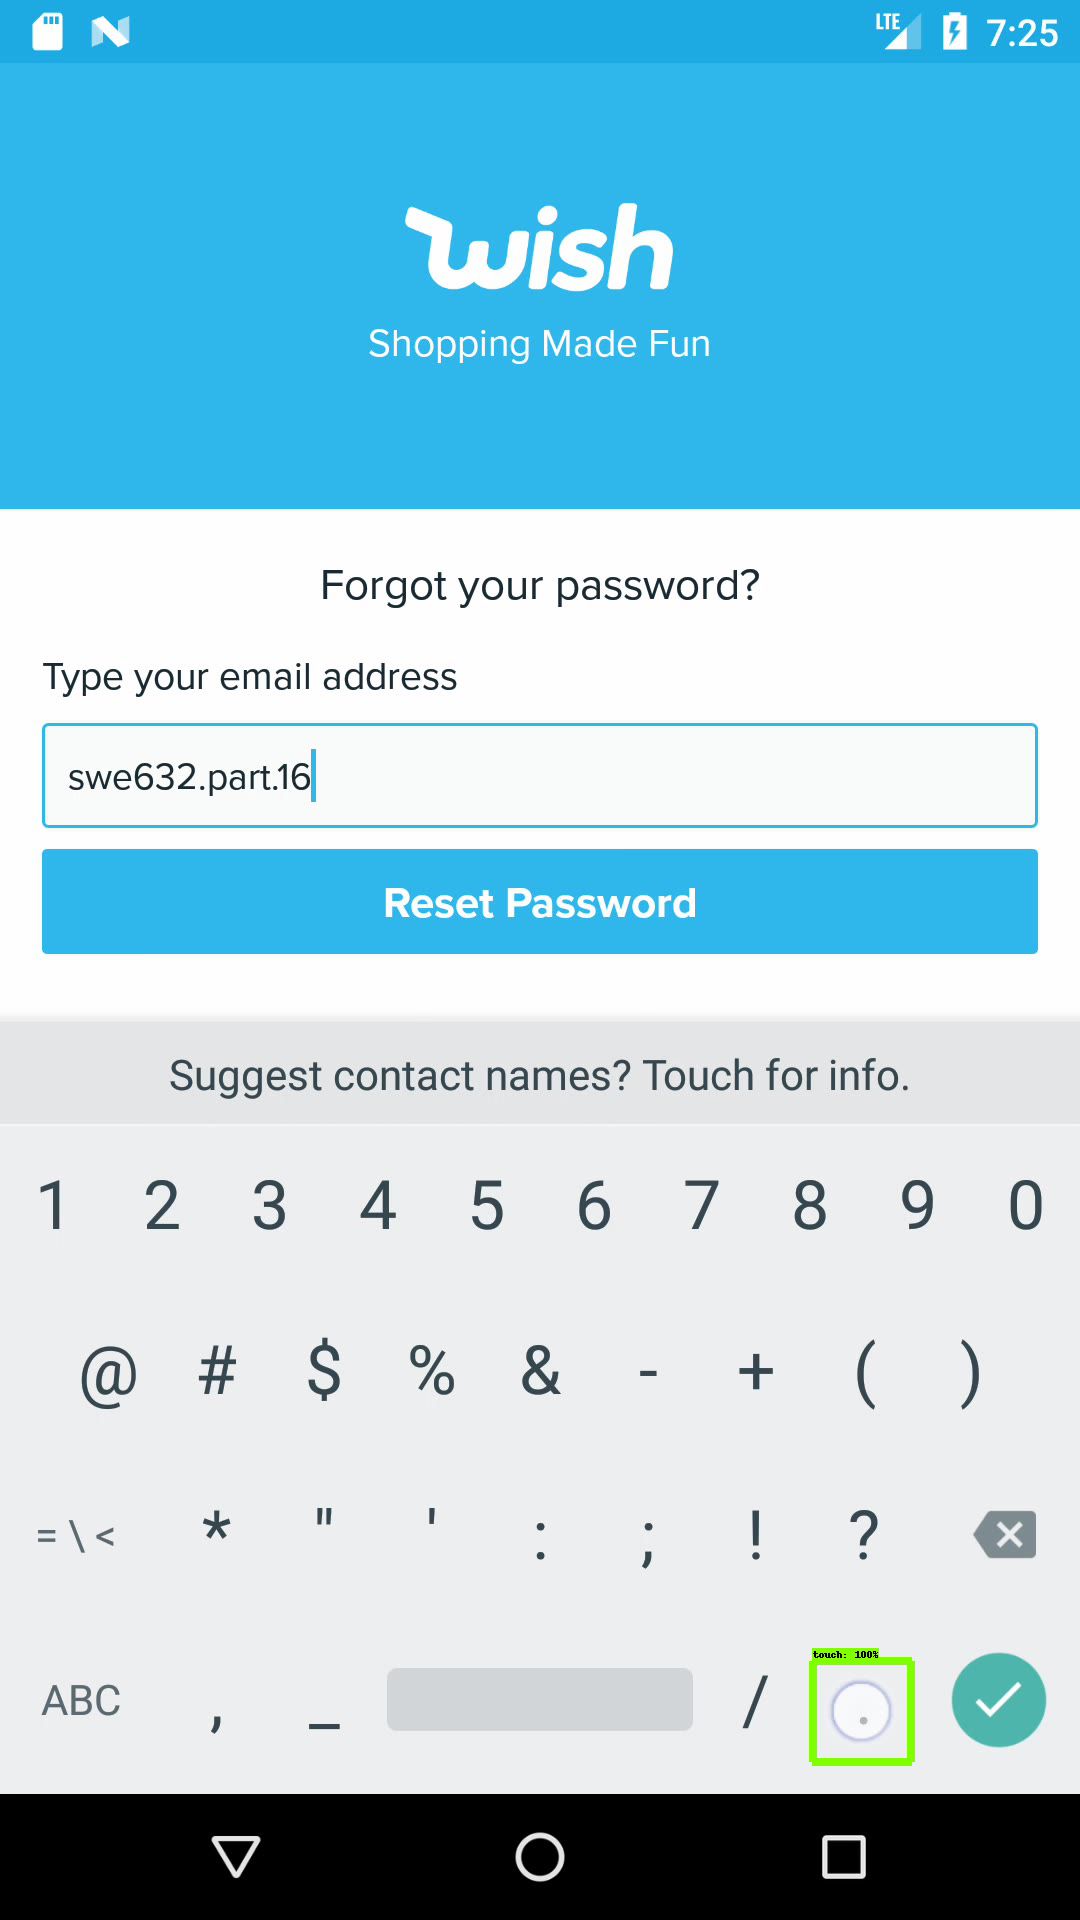 LTE 7:25
wish
Shopping Made Fun
Forgot your password?
Type your email address
swe632.part.16
Reset Password
Suggest contact names? Touch for info.
1 2 3 4 5 6 7 8 9 0
@ # $ % & - + ( )
= \ < * " ' : ; ! ?
touch: 100%
ABC , _ / .